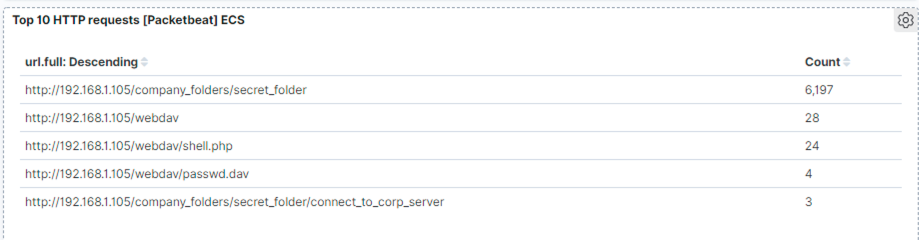 Top 10 HTTP requests [Packetbeat] ECS
url.full: Descending Count
http://192.168.1.105/company_folders/secret_folder 6,197
http://192.168.1.105/webdav 28
http://192.168.1.105/webdav/shell.php 24
http://192.168.1.105/webdav/passwd.dav 4
http://192.168.1.105/company_folders/secret_folder/connect_to_corp_server 3